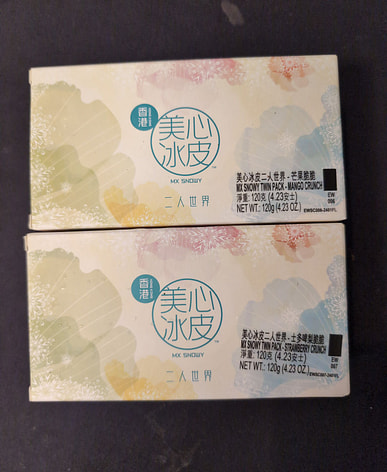 香港
美心
冰皮
MX SNOWY
二人世界
美心冰皮二人世界 - 芒果脆脆
MX SNOWY TWIN PACK - MANGO CRUNCH
淨重: 120克 (4.23安士)
NET WT.: 120g (4.23 OZ.)
EW
006
香港
美心
冰皮
MX SNOWY
二人世界
美心冰皮二人世界 - 士多啤梨脆脆
MX SNOWY TWIN PACK - STRAWBERRY CRUNCH
淨重: 120克 (4.23安士)
NET WT.: 120g (4.23 OZ.)
EW
007